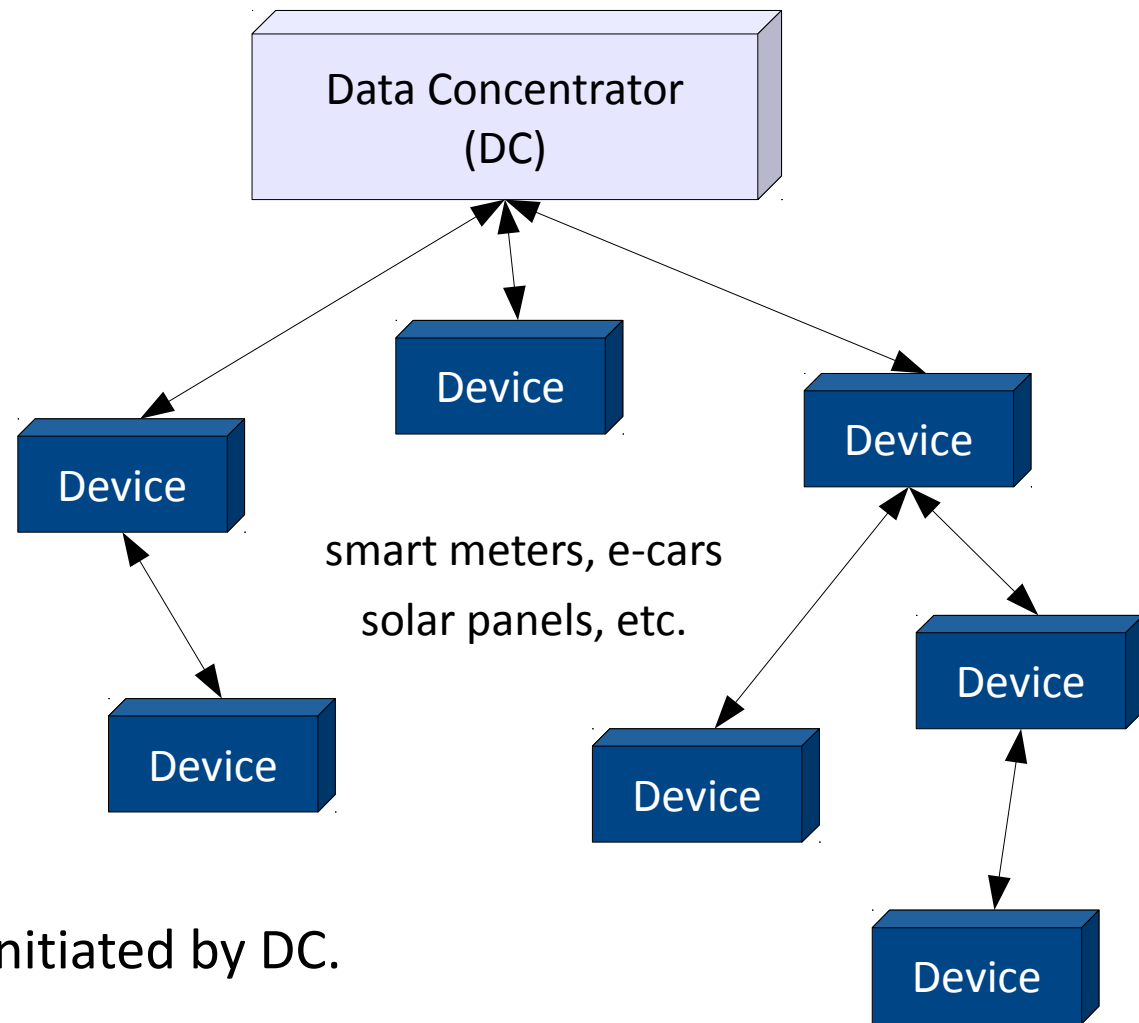 Data Concentrator
(DC)
Device
Device
Device
smart meters, e-cars
solar panels, etc.
Device
Device
Device
Device
nitiated by DC.